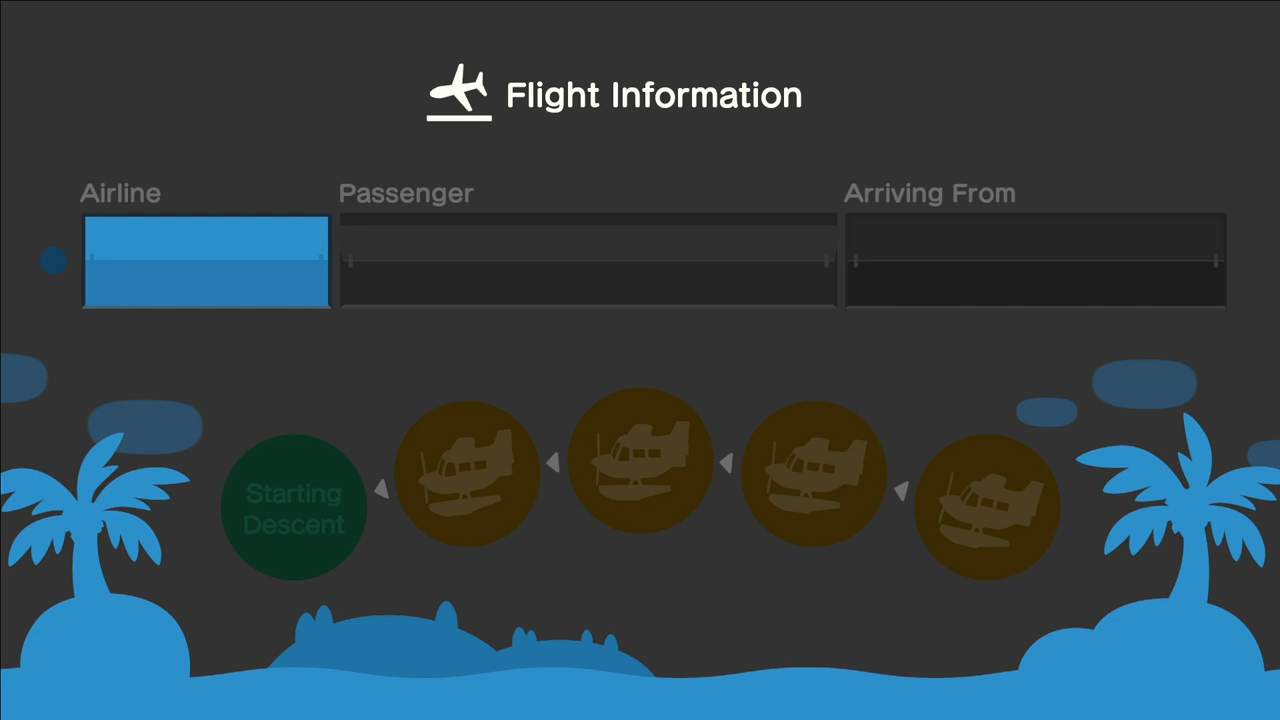 Flight Information
Airline
Passenger
Arriving From
Starting
Descent